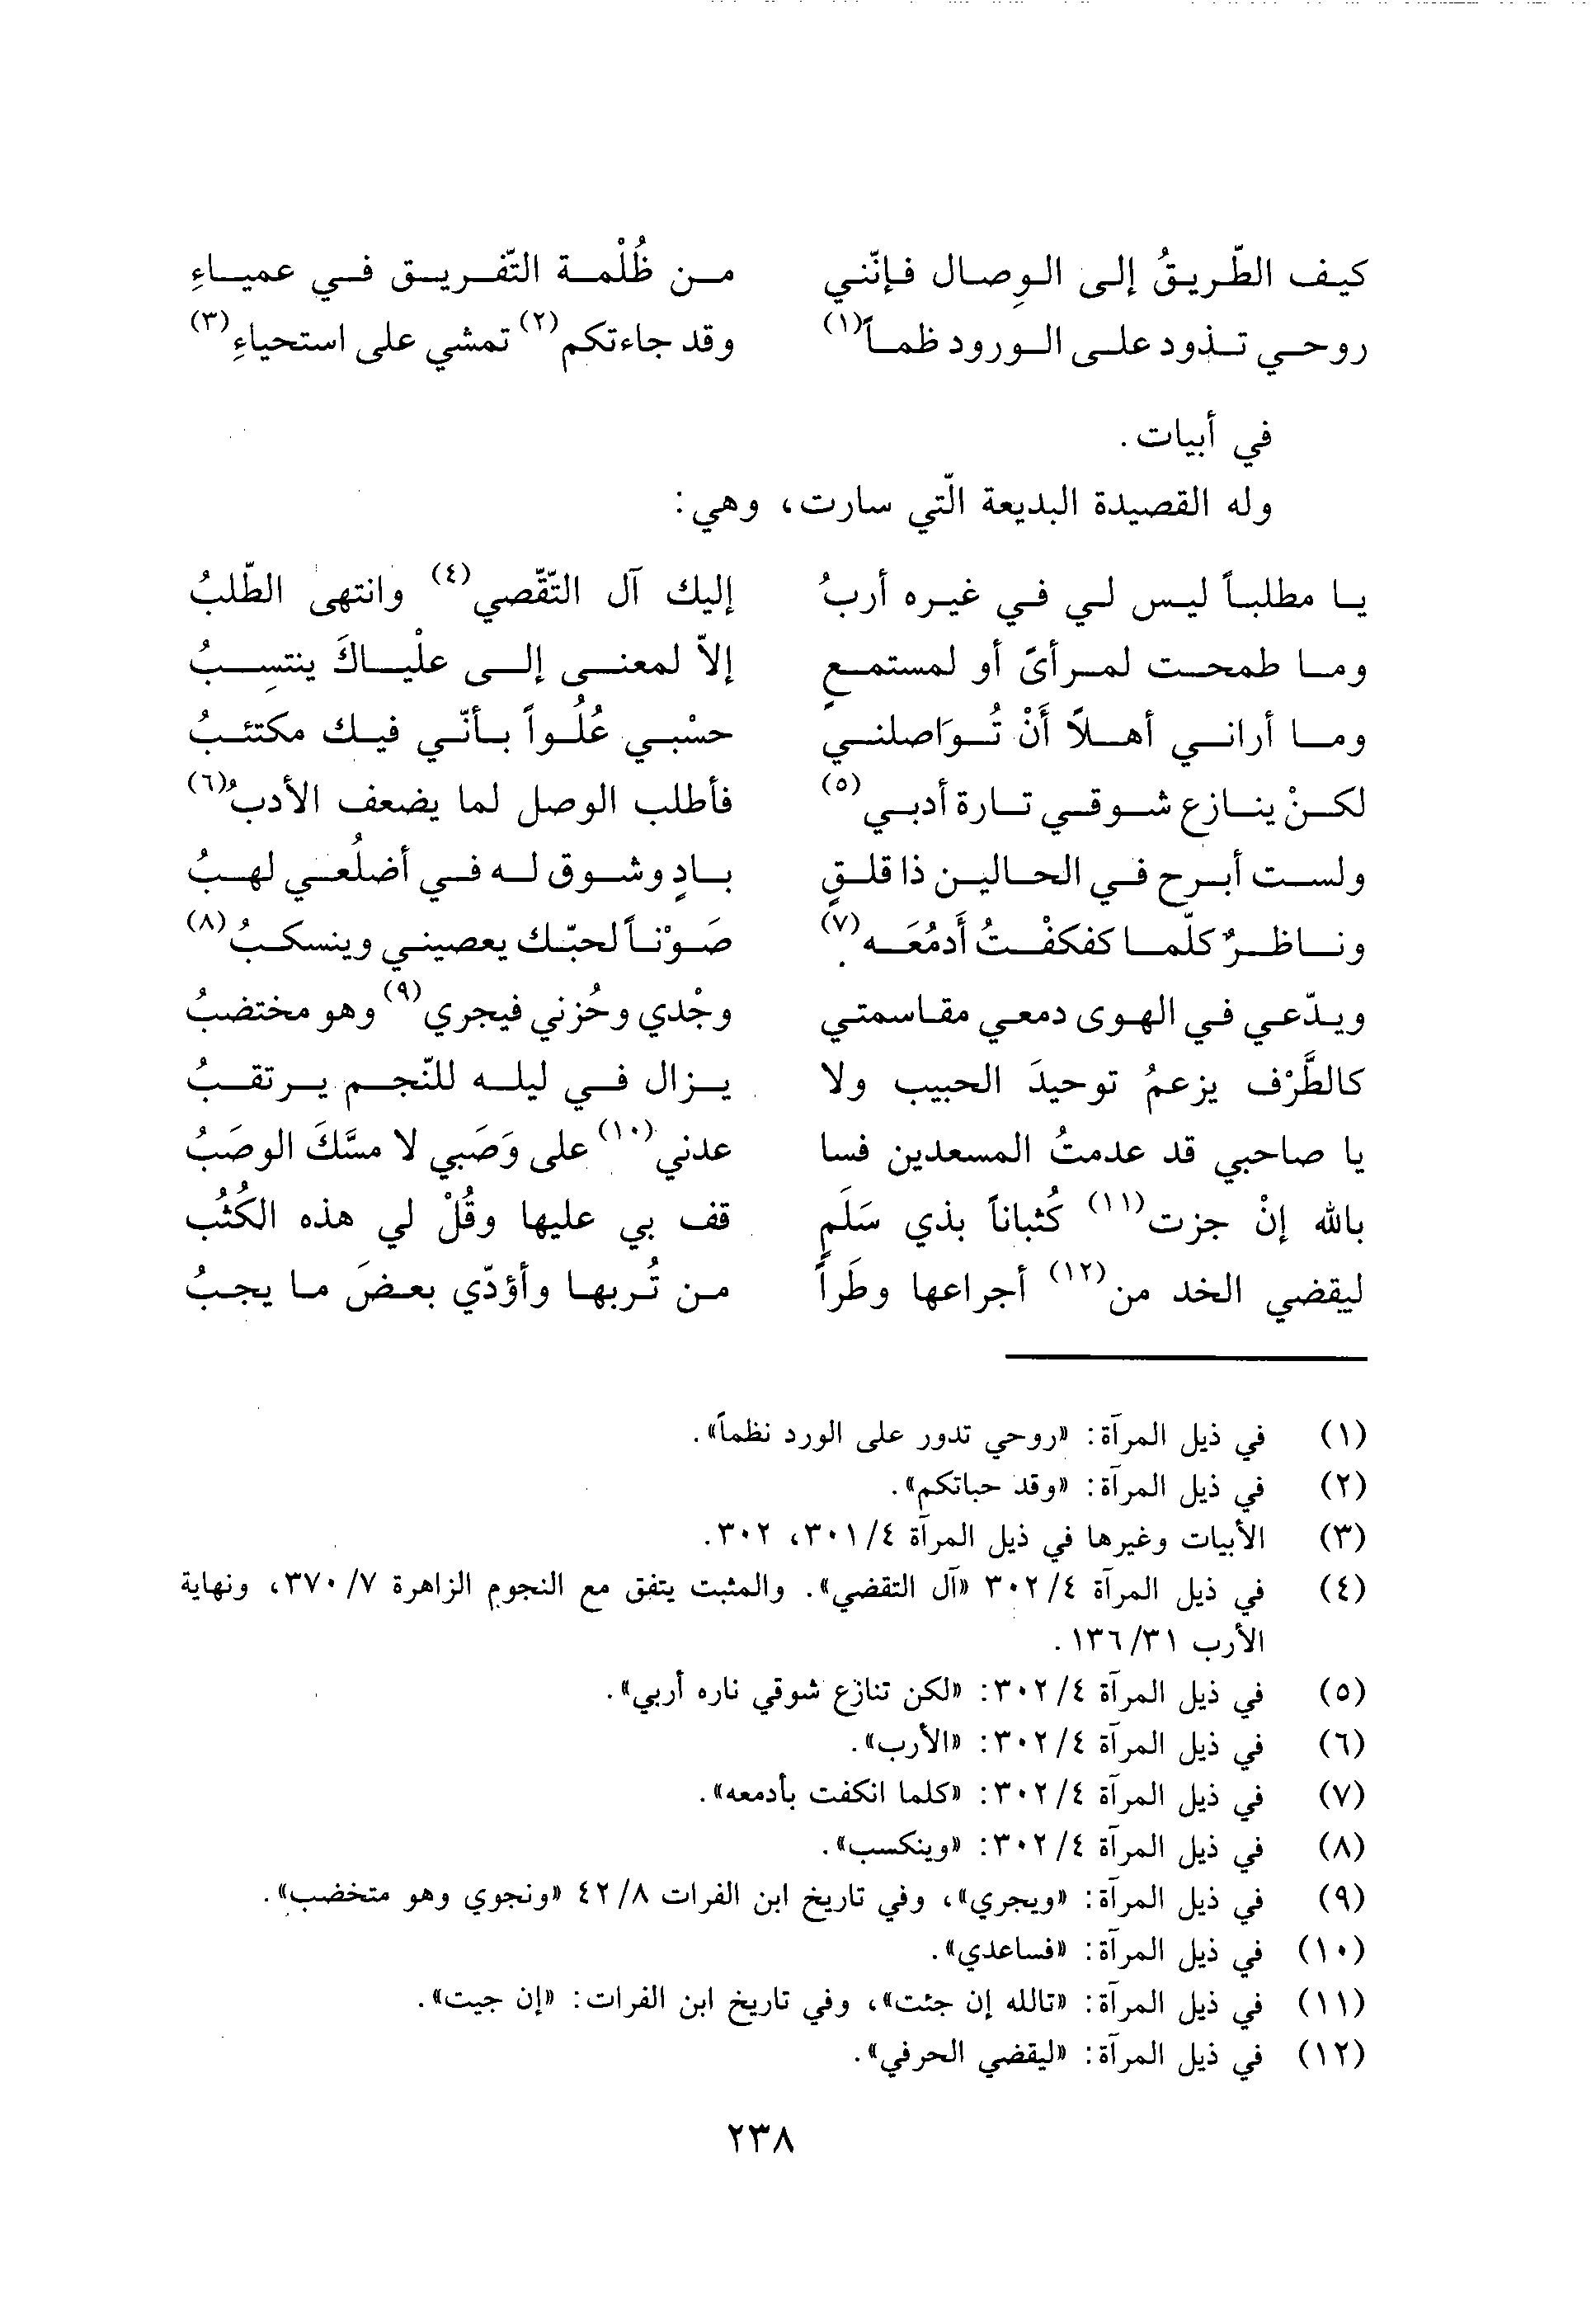 كيف الطّريقُ إلى الوِصال فإنّني من ظُلْمة التّفريق في عمياءِ
روحي تذود على الورود ظمأً(١) وقد جاءتكم(٢) تمشي على استحياءِ(٣)
في أبيات.
وله القصيدة البديعة الّتي سارت، وهي:
يا مطلباً ليس لي في غيره أربُ إليك آل التّقّصي(٤) وانتهى الطّلبُ
وما طمحت لمرأىً أو لمستمعٍ إلاّ لمعنى إلى علْياكَ ينتسِبُ
وما أراني أهلاً أَنْ تُوَاصلني حسْبي عُلُواً بأنّي فيك مكتئبُ
لكنْ ينازع شوقي تارة أدبي(٥) فأطلب الوصل لما يضعف الأدبُ(٦)
ولست أبرح في الحالين ذا قلقٍ بادٍ وشوق له في أضلُعي لهبُ
وناظرٌ كلّما كفكفْتُ أَدمُعَه(٧) صَوْناً لحبّك يعصيني وينسكبُ(٨)
ويدّعي في الهوى دمعي مقاسمتي وجْدي وحُزني فيجري(٩) وهو مختضبُ
كالطَّرْف يزعمُ توحيدَ الحبيب ولا يزال في ليله للنّجم يرتقبُ
يا صاحبي قد عدمتُ المسعدين فسا عدني(١٠) على وَصَبي لا مسَّكَ الوصَبُ
بالله إنْ جزت(١١) كُثباناً بذي سَلَمٍ قف بي عليها وقُلْ لي هذه الكُثُبُ
ليقضي الخد من(١٢) أجراعها وطَراً من تُربها وأؤدّي بعضَ ما يجبُ
(١) في ذيل المرآة: «روحي تدور على الورد نظماً».
(٢) في ذيل المرآة: «وقد حباتكم».
(٣) الأبيات وغيرها في ذيل المرآة ٣٠١/٤، ٣٠٢.
(٤) في ذيل المرآة ٣٠٢/٤ «آل التقضي». والمثبت يتفق مع النجوم الزاهرة ٣٧٠/٧، ونهاية
الأرب ١٣٦/٣١.
(٥) في ذيل المرآة ٣٠٢/٤: «لكن تنازع شوقي ناره أربي».
(٦) في ذيل المرآة ٣٠٢/٤: «الأرب».
(٧) في ذيل المرآة ٣٠٢/٤: «كلما انكفت بأدمعه».
(٨) في ذيل المرآة ٣٠٢/٤: «وينكسب».
(٩) في ذيل المرآة: «ويجري»، وفي تاريخ ابن الفرات ٤٢/٨ «ونجوي وهو متخضب».
(١٠) في ذيل المرآة: «فساعدي».
(١١) في ذيل المرآة: «تالله إن جئت»، وفي تاريخ ابن الفرات: «إن جيت».
(١٢) في ذيل المرآة: «ليقضي الحرفي».
٢٣٨